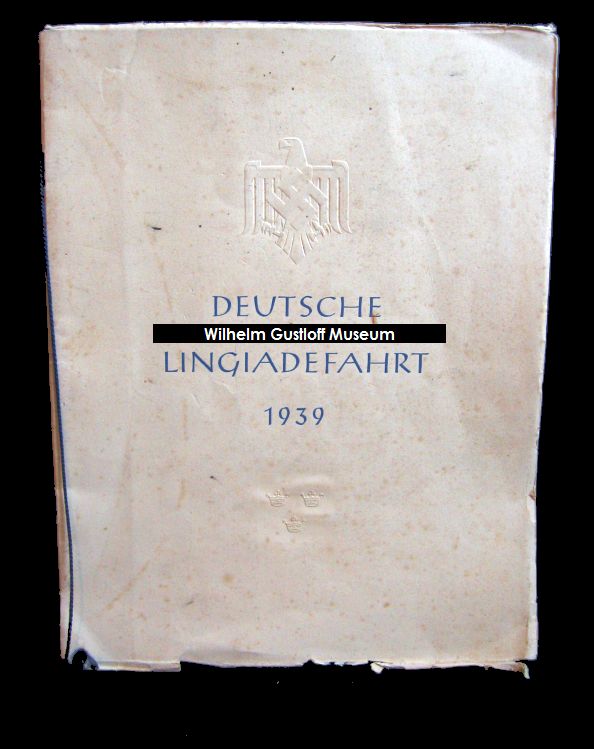 DEUTSCHE
Wilhelm Gustloff Museum
LINGIADEFAHRT
1939